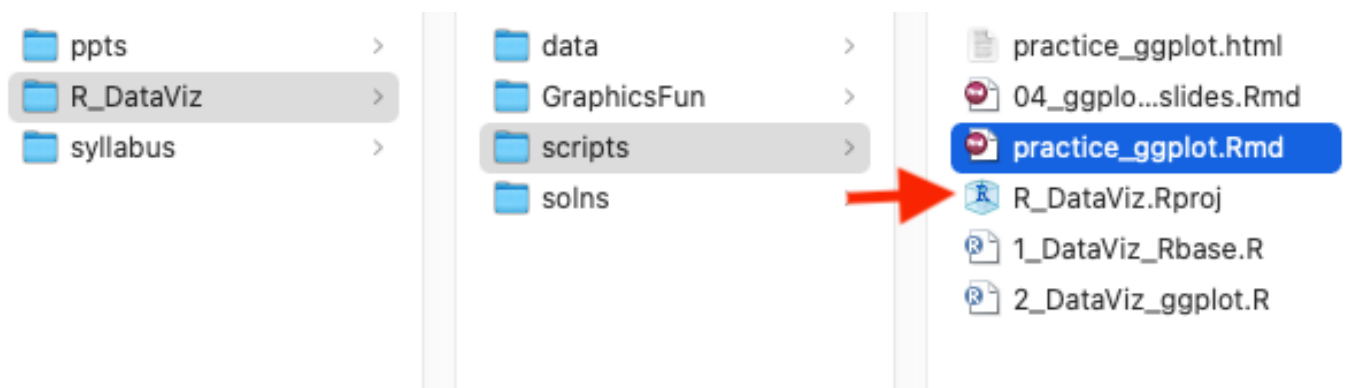 ppts
R_DataViz
syllabus
data
GraphicsFun
scripts
solns
practice_ggplot.html
04_ggplo...slides.Rmd
practice_ggplot.Rmd
R_DataViz.Rproj
1_DataViz_Rbase.R
2_DataViz_ggplot.R